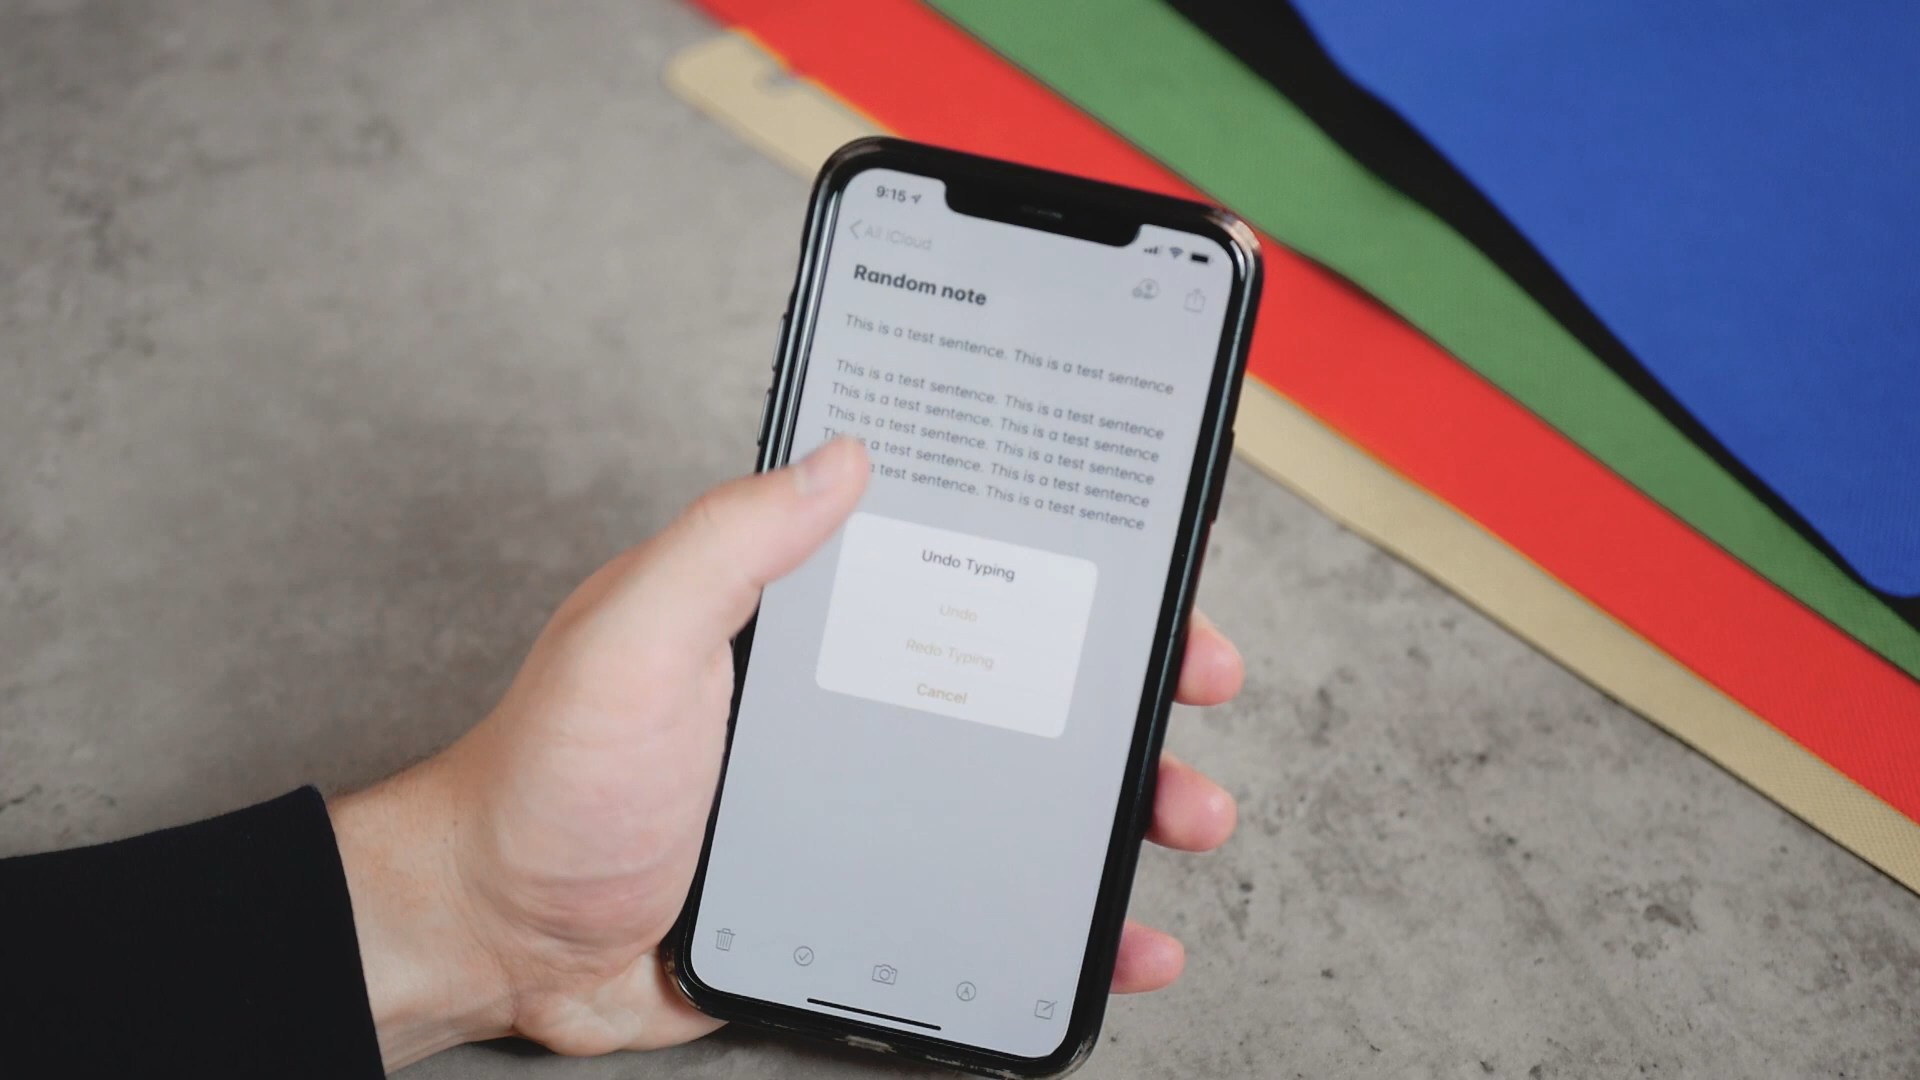 9:15
All iCloud
Random note
This is a test sentence. This is a test sentence
This is a test sentence. This is a test sentence
This is a test sentence. This is a test sentence
This is a test sentence. This is a test sentence
This is a test sentence. This is a test sentence
a test sentence. This is a test sentence
Undo Typing
Undo
Redo Typing
Cancel